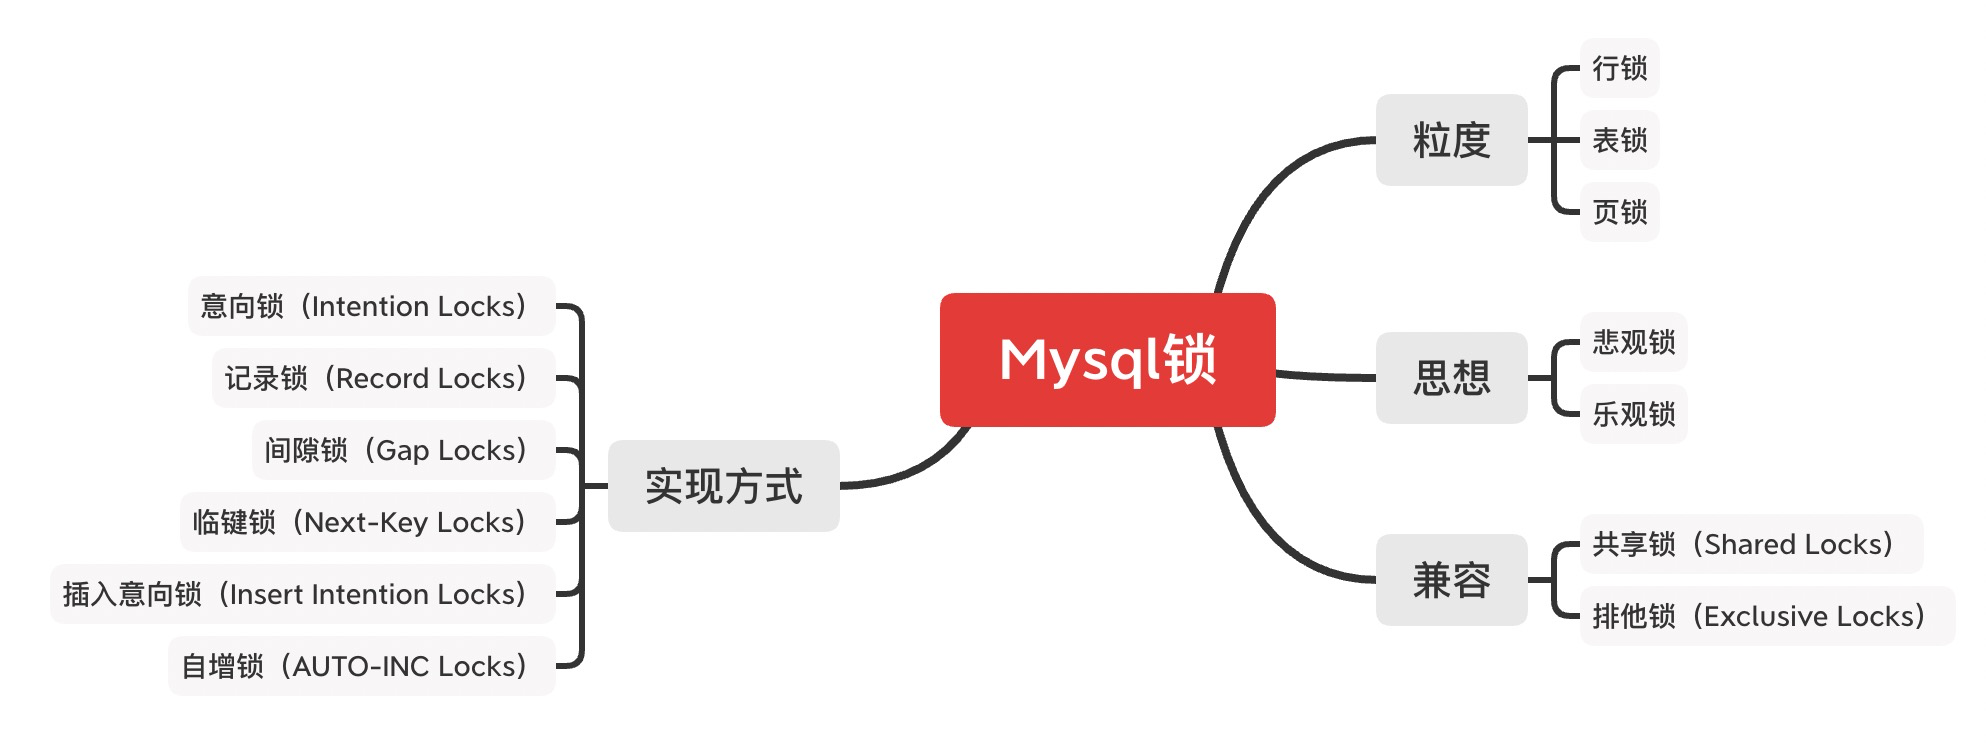 Mysql锁
粒度
行锁
表锁
页锁
思想
悲观锁
乐观锁
兼容
共享锁（Shared Locks）
排他锁（Exclusive Locks）
实现方式
意向锁（Intention Locks）
记录锁（Record Locks）
间隙锁（Gap Locks）
临键锁（Next-Key Locks）
插入意向锁（Insert Intention Locks）
自增锁（AUTO-INC Locks）